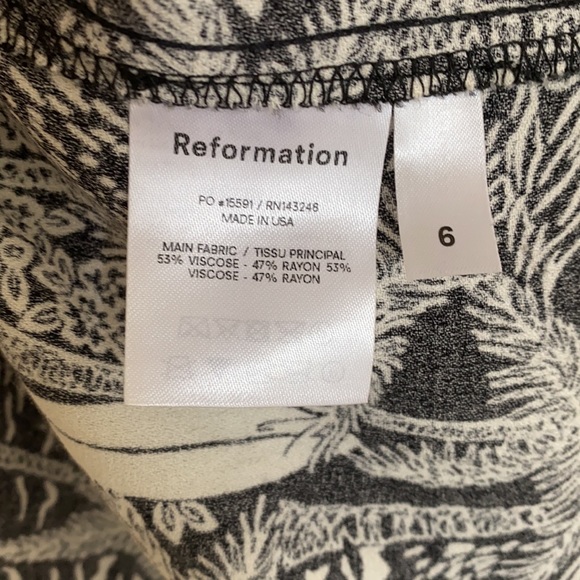 Reformation
PO #15591 / RN143246
MADE IN USA
MAIN FABRIC / TISSU PRINCIPAL
53% VISCOSE - 47% RAYON 53%
VISCOSE - 47% RAYON
6